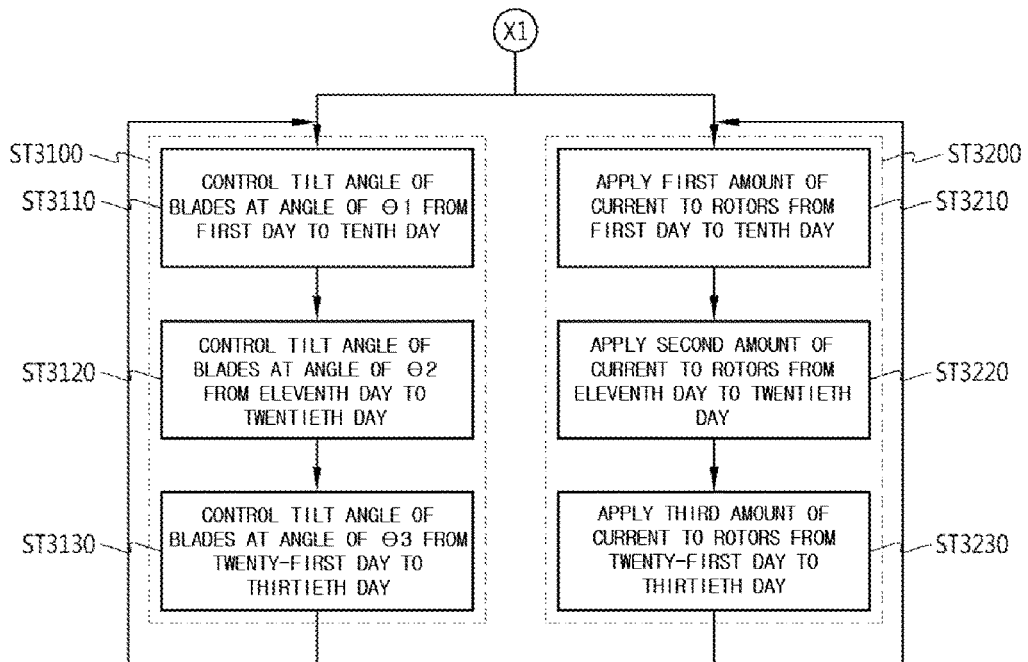 X1
ST3100
ST3110
CONTROL TILT ANGLE OF
BLADES AT ANGLE OF Θ1 FROM
FIRST DAY TO TENTH DAY
ST3120
CONTROL TILT ANGLE OF
BLADES AT ANGLE OF Θ2
FROM ELEVENTH DAY TO
TWENTIETH DAY
ST3130
CONTROL TILT ANGLE OF
BLADES AT ANGLE OF Θ3 FROM
TWENTY-FIRST DAY TO
THIRTIETH DAY
ST3200
APPLY FIRST AMOUNT OF
CURRENT TO ROTORS FROM
FIRST DAY TO TENTH DAY
ST3210
APPLY SECOND AMOUNT OF
CURRENT TO ROTORS FROM
ELEVENTH DAY TO TWENTIETH
DAY
ST3220
APPLY THIRD AMOUNT OF
CURRENT TO ROTORS FROM
TWENTY-FIRST DAY TO
THIRTIETH DAY
ST3230